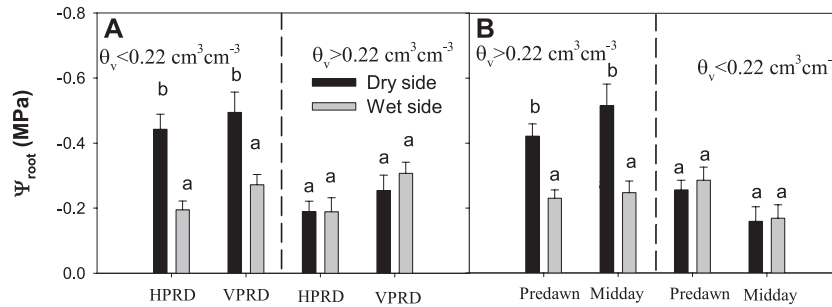 A
B
θv<0.22 cm³cm⁻³
θv>0.22 cm³cm⁻³
θv>0.22 cm³cm⁻³
θv<0.22 cm³cm⁻
Dry side
Wet side
Ψroot (MPa)
-0.8
-0.6
-0.4
-0.2
0.0
b
a
b
a
a
a
a
a
b
a
b
a
a
a
a
a
HPRD
VPRD
HPRD
VPRD
Predawn
Midday
Predawn
Midday